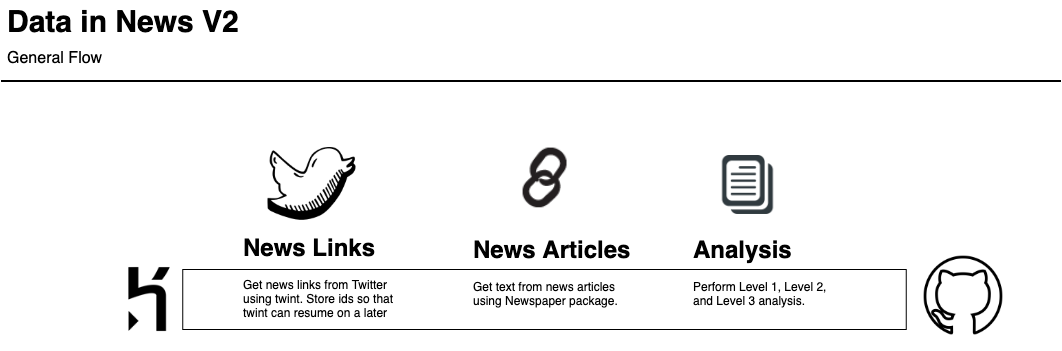 Data in News V2
General Flow
News Links
News Articles
Analysis
Get news links from Twitter
using twint. Store ids so that
twint can resume on a later
Get text from news articles
using Newspaper package.
Perform Level 1, Level 2,
and Level 3 analysis.